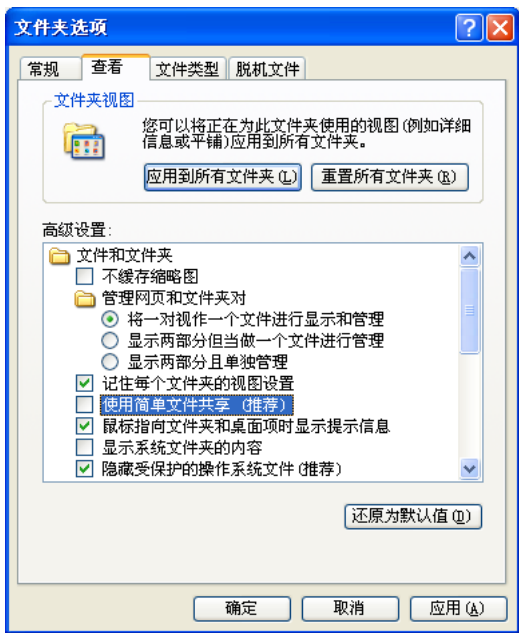 文件夹选项
常规 查看 文件类型 脱机文件
文件夹视图
您可以将正在为此文件夹使用的视图(例如详细
信息或平铺)应用到所有文件夹。
应用到所有文件夹(L) 重置所有文件夹(R)
高级设置:
文件和文件夹
不缓存缩略图
管理网页和文件夹对
将一对视作一个文件进行显示和管理
显示两部分但当做一个文件进行管理
显示两部分且单独管理
记住每个文件夹的视图设置
使用简单文件共享 (推荐)
鼠标指向文件夹和桌面项时显示提示信息
显示系统文件夹的内容
隐藏受保护的操作系统文件(推荐)
还原为默认值(D)
确定 取消 应用(A)